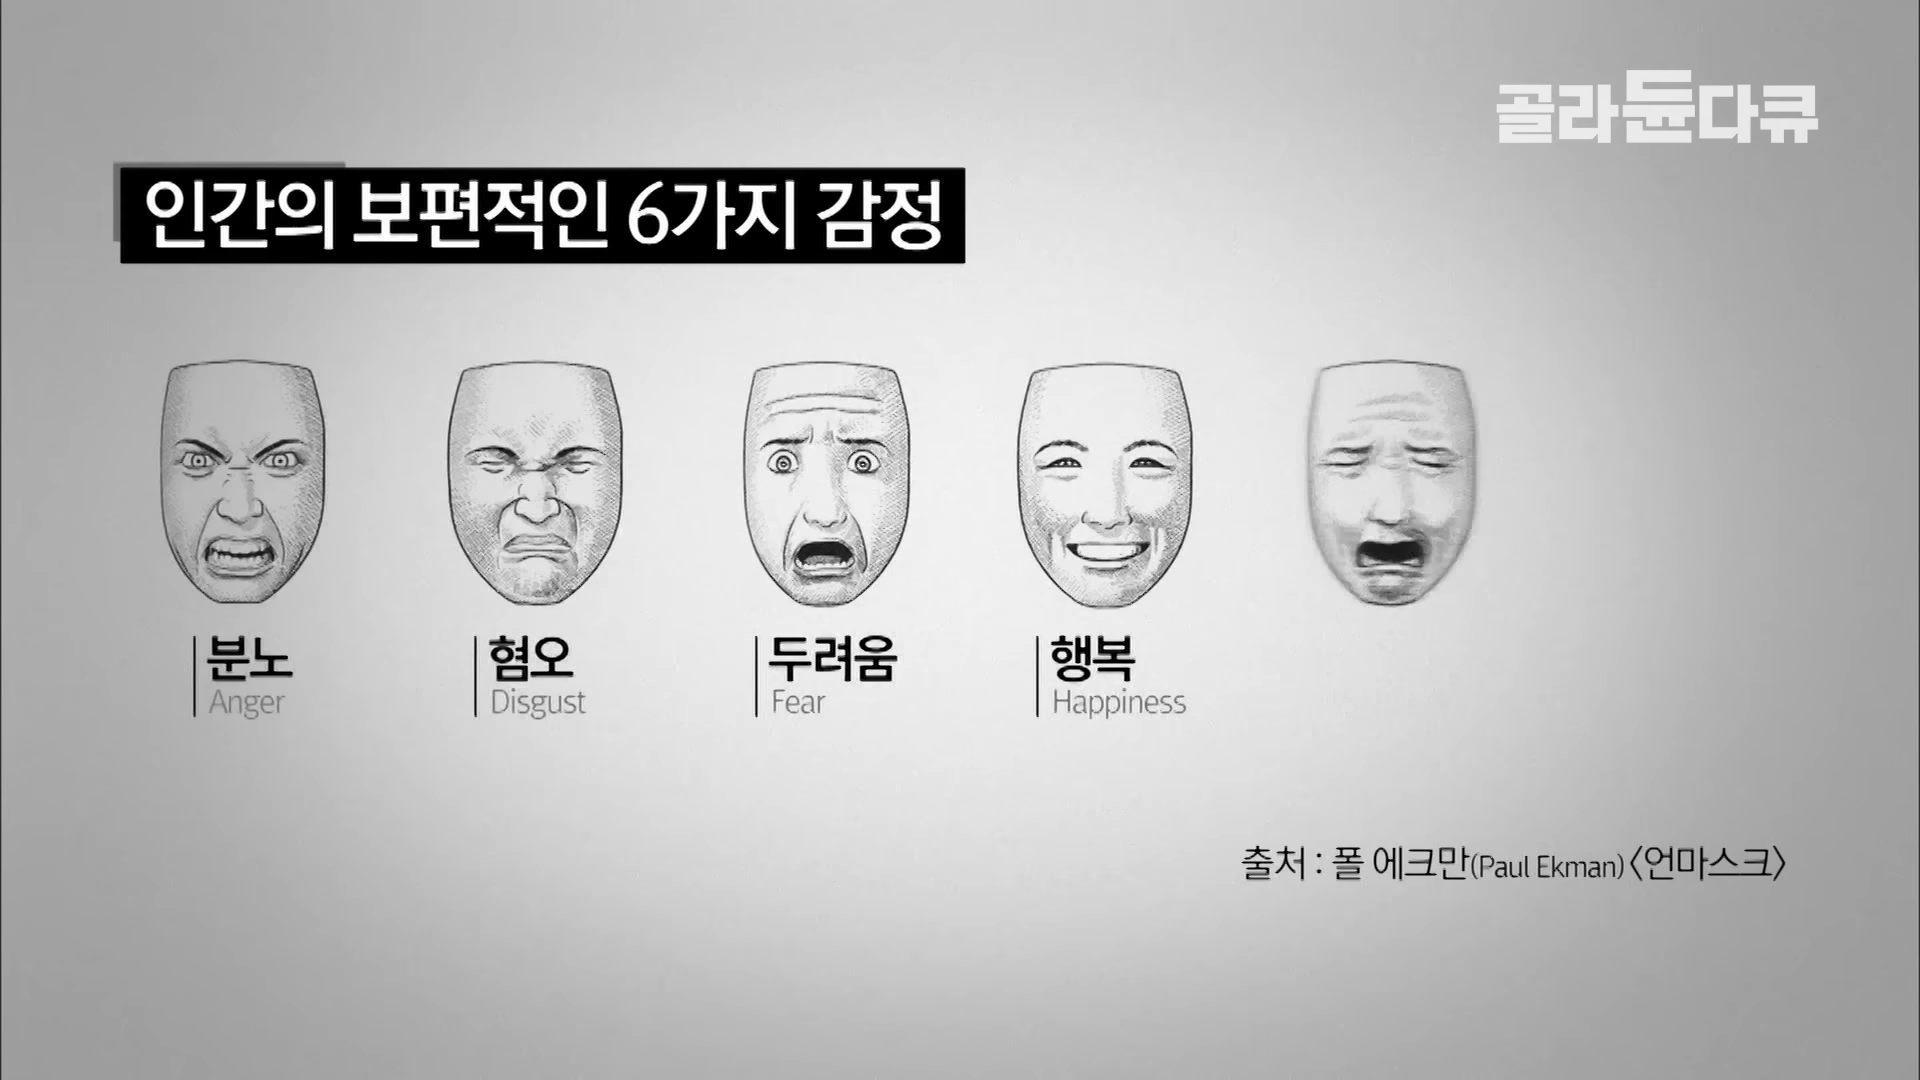 골라듄다큐
인간의 보편적인 6가지 감정
분노
Anger
혐오
Disgust
두려움
Fear
행복
Happiness
출처 : 폴 에크만(Paul Ekman)〈언마스크〉